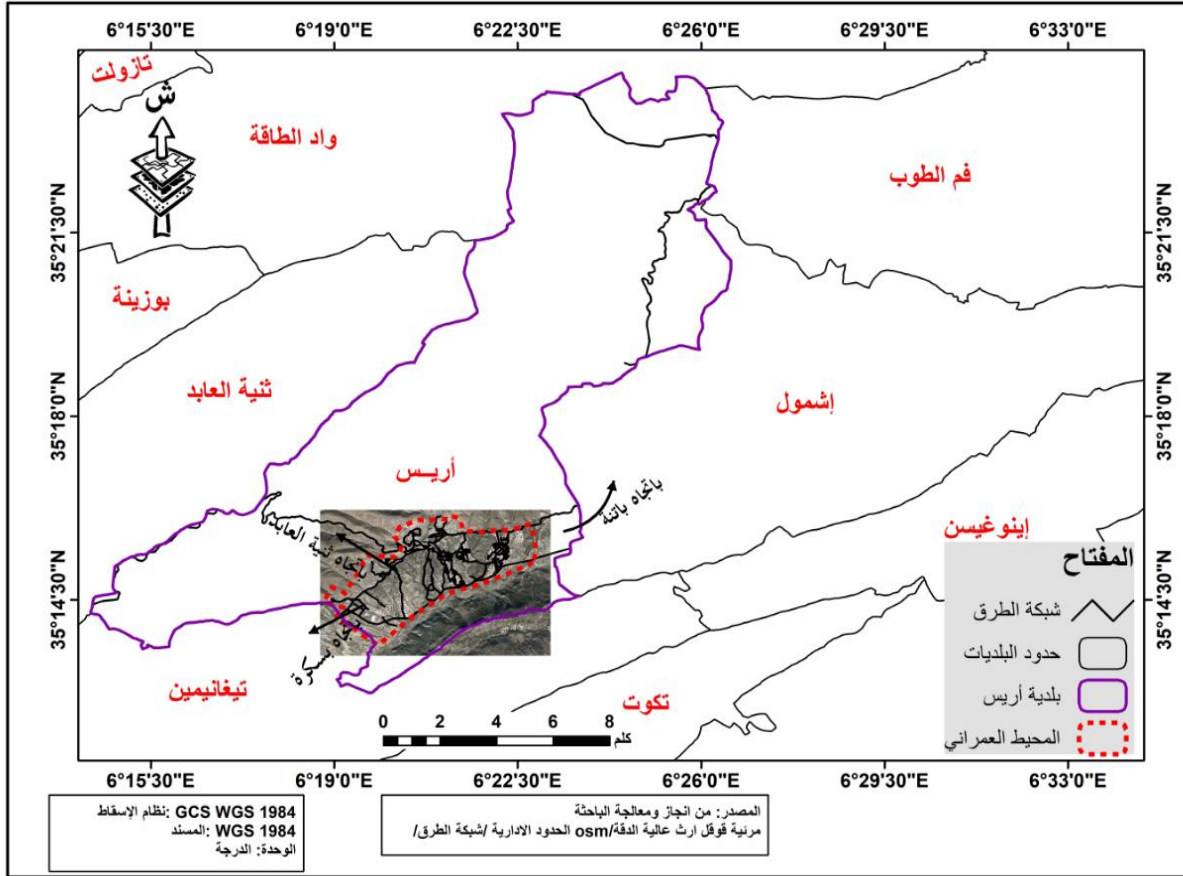 6°15'30"E 6°19'0"E 6°22'30"E 6°26'0"E 6°29'30"E 6°33'0"E
تازولت
ش
واد الطاقة
فم الطوب
35°21'30"N 35°21'30"N
بوزينة
ثنية العابد
إشمول
35°18'0"N 35°18'0"N
أريــس
باتجاه باتنة
باتجاه ثنية العابد
باتجاه بسكرة
إينوغيسن
35°14'30"N 35°14'30"N
تيغانيمين
تكوت
المفتاح
شبكة الطرق
حدود البلديات
بلدية أريس
المحيط العمراني
0 2 4 6 8
كلم
6°15'30"E 6°19'0"E 6°22'30"E 6°26'0"E 6°29'30"E 6°33'0"E
GCS WGS 1984 :نظام الإسقاط
WGS 1984 :المسند
الوحدة: الدرجة
المصدر: من انجاز ومعالجة الباحثة
مرئية قوقل ارث عالية الدقة/osm الحدود الادارية /شبكة الطرق/